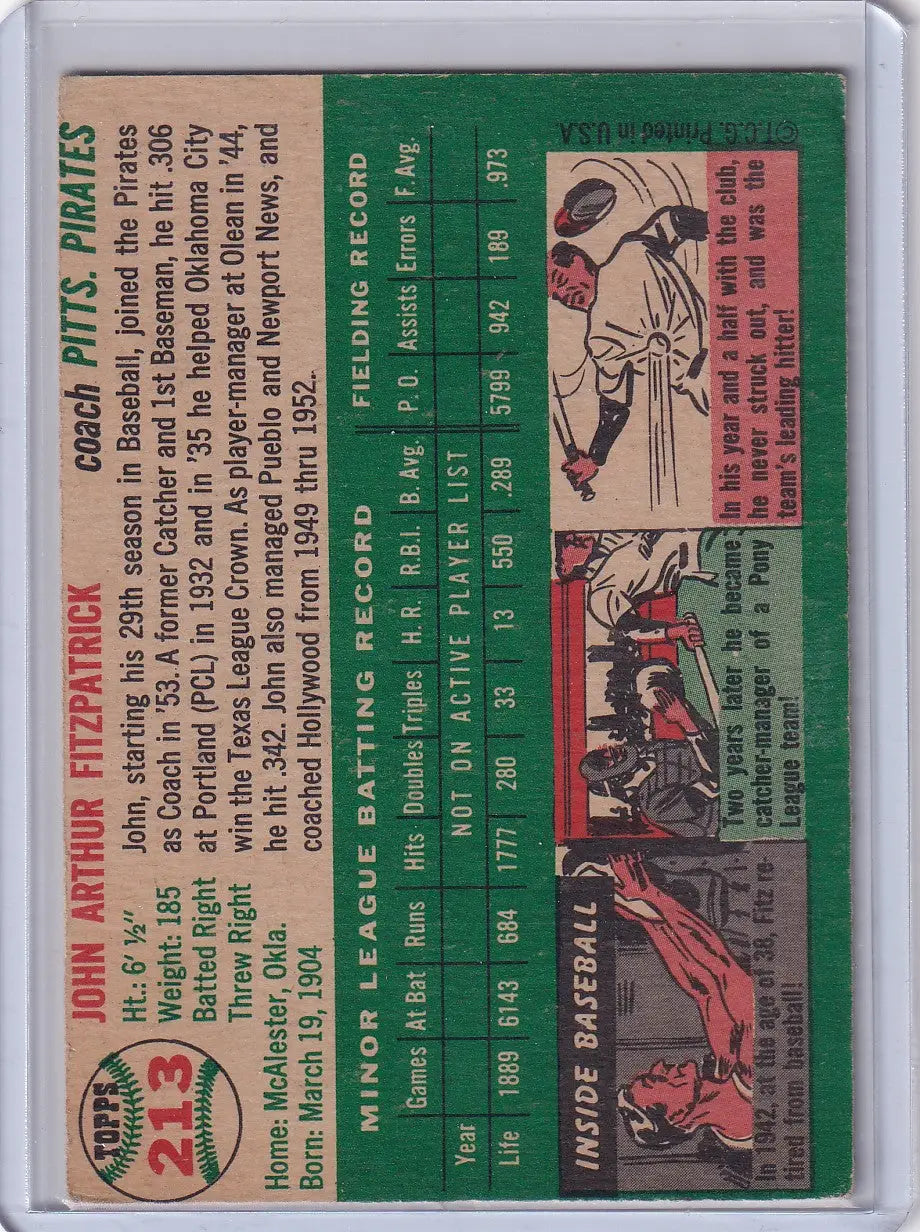 TOPPS
213
JOHN ARTHUR FITZPATRICK
coach PITTS. PIRATES
Ht.: 6' ½"
Weight: 185
Batted Right
Threw Right
Home: McAlester, Okla.
Born: March 19, 1904
John, starting his 29th season in Baseball, joined the Pirates
as Coach in '53. A former Catcher and 1st Baseman, he hit .306
at Portland (PCL) in 1932 and in '35 he helped Oklahoma City
win the Texas League Crown. As player-manager at Olean in '44,
he hit .342. John also managed Pueblo and Newport News, and
coached Hollywood from 1949 thru 1952.
MINOR LEAGUE BATTING RECORD FIELDING RECORD
Games At Bat Runs Hits Doubles Triples H. R. R.B.I. B. Avg. P. O. Assists Errors F. Avg.
Year NOT ON ACTIVE PLAYER LIST
Life 1889 6143 684 1777 280 33 13 550 .289 5799 942 189 .973
INSIDE BASEBALL
In 1942, at the age of 38, Fitz re-
tired from baseball!
Two years later he became
catcher-manager of a Pony
League team!
In his year and a half with the club,
he never struck out, and was the
team's leading hitter!
©T.C.G. Printed in U.S.A